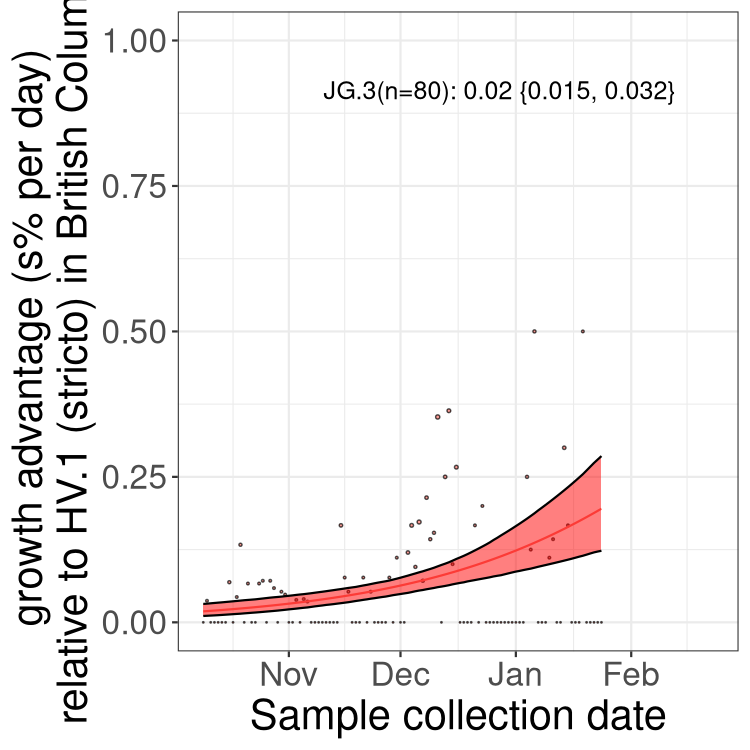 growth advantage (s% per day)
relative to HV.1 (stricto) in British Colum
1.00
0.75
0.50
0.25
0.00
JG.3(n=80): 0.02 {0.015, 0.032}
Nov Dec Jan Feb
Sample collection date